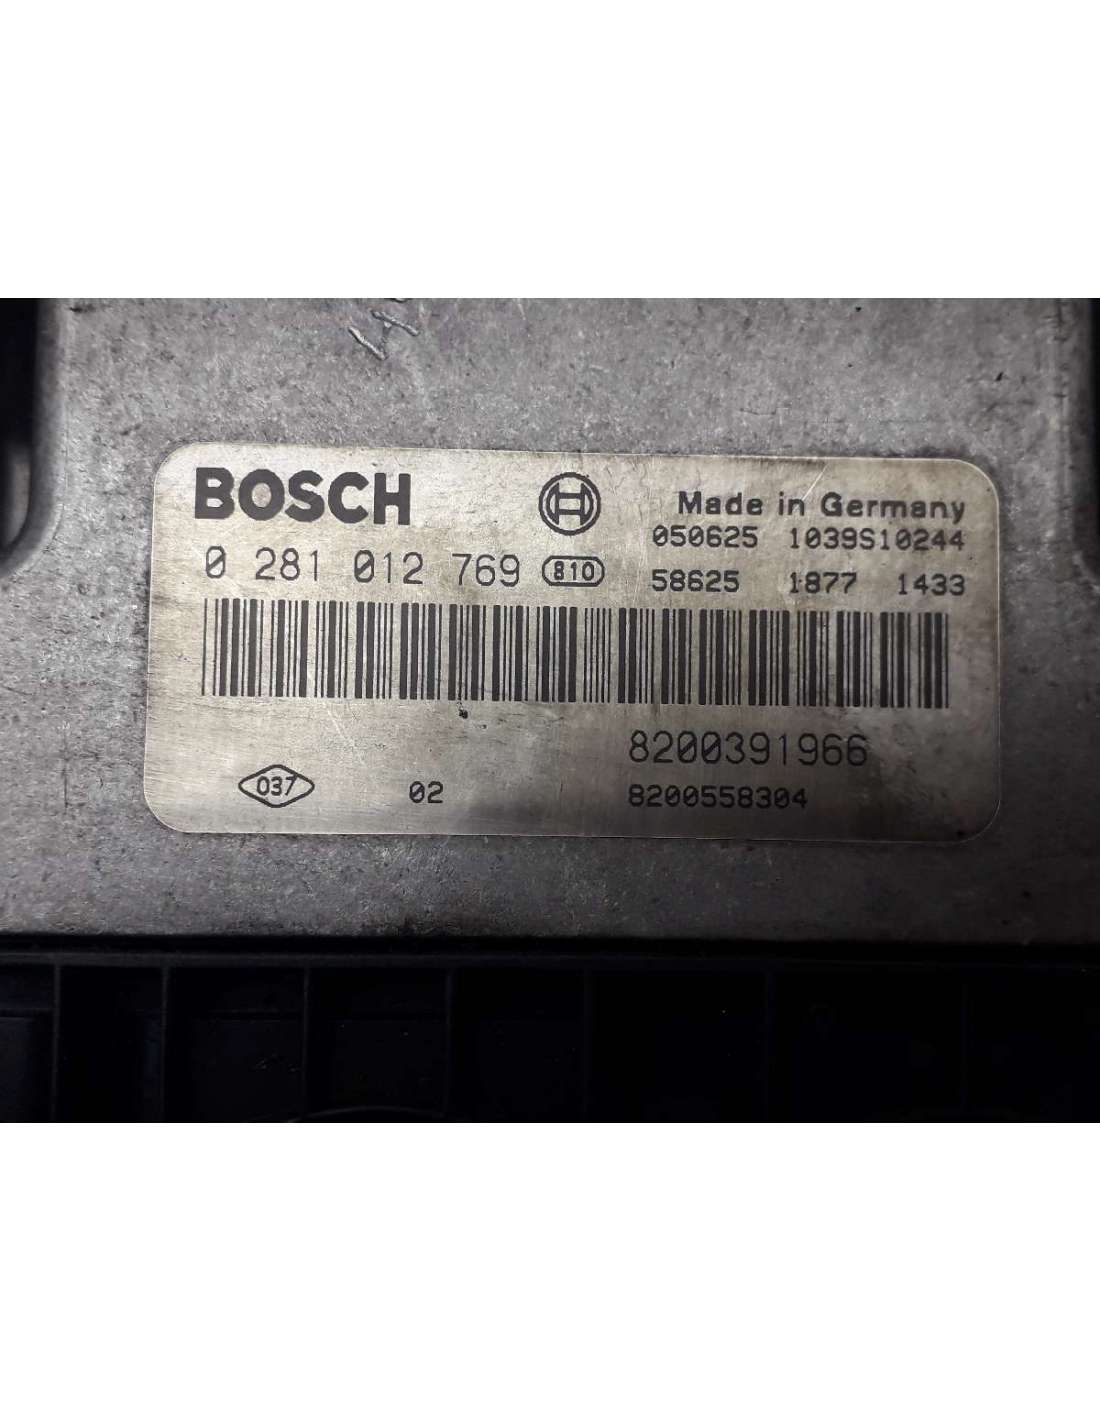 BOSCH
Made in Germany
050625 1039S10244
0 281 012 769 810
58625 1877 1433
8200391966
037 02 8200558304